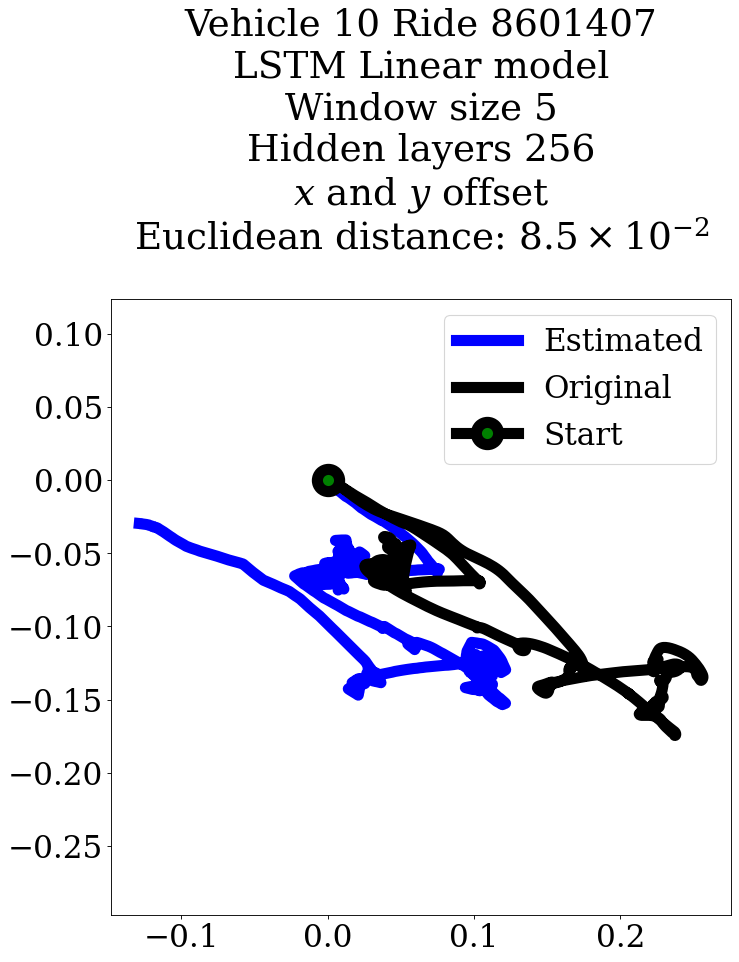 Vehicle 10 Ride 8601407
LSTM Linear model
Window size 5
Hidden layers 256
x and y offset
Euclidean distance: 8.5 × 10⁻²
Estimated
Original
Start
0.10
0.05
0.00
−0.05
−0.10
−0.15
−0.20
−0.25
−0.1
0.0
0.1
0.2